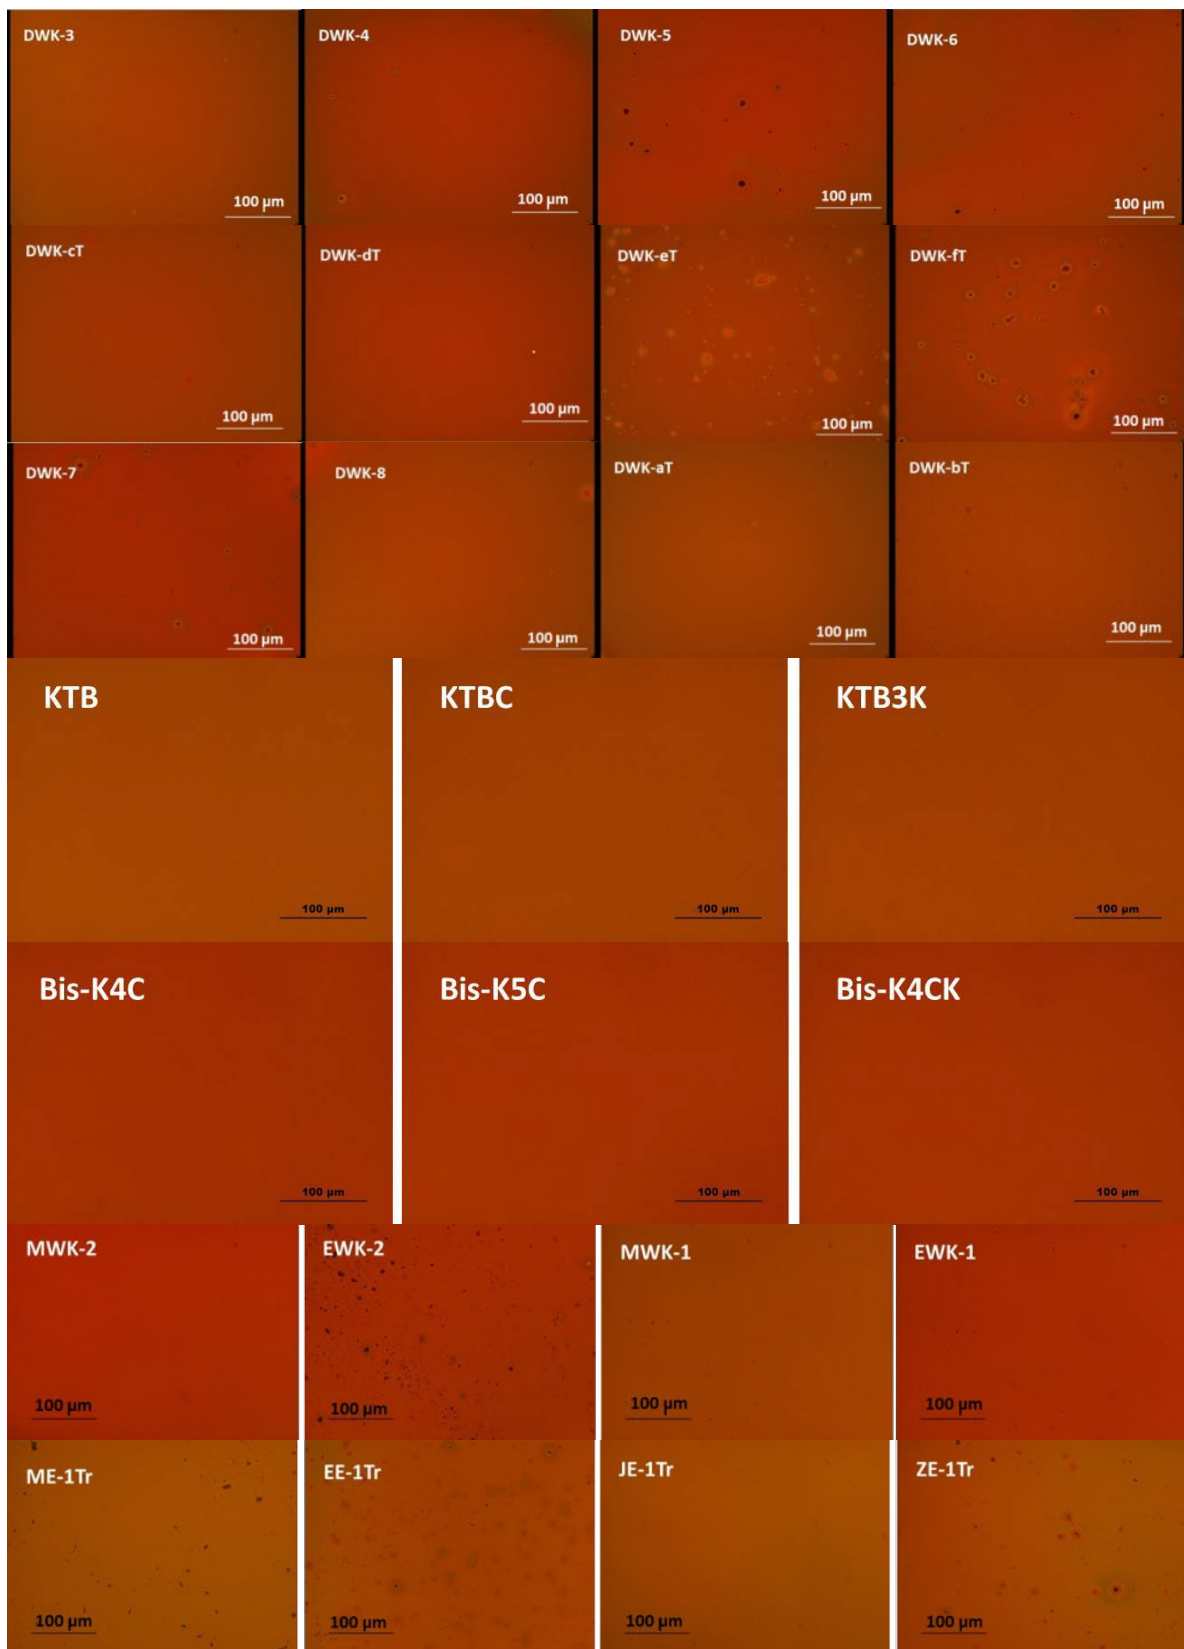 DWK-3
DWK-4
DWK-5
DWK-6
100 µm
100 µm
100 µm
100 µm
DWK-cT
DWK-dT
DWK-eT
DWK-fT
100 µm
100 µm
100 µm
100 µm
DWK-7
DWK-8
DWK-aT
DWK-bT
100 µm
100 µm
100 µm
100 µm
KTB
KTBC
KTB3K
100 µm
100 µm
100 µm
Bis-K4C
Bis-K5C
Bis-K4CK
100 µm
100 µm
100 µm
MWK-2
EWK-2
MWK-1
EWK-1
100 µm
100 µm
100 µm
100 µm
ME-1Tr
EE-1Tr
JE-1Tr
ZE-1Tr
100 µm
100 µm
100 µm
100 µm